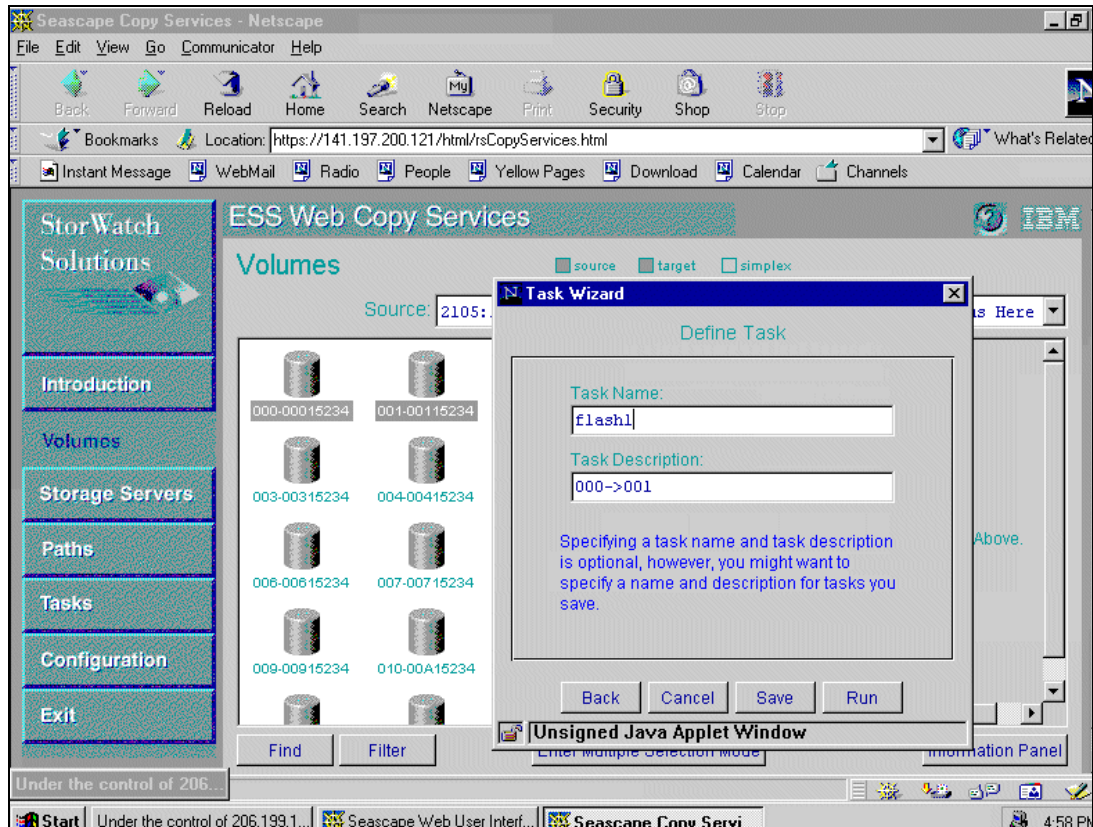 Seascape Copy Services - Netscape
File Edit View Go Communicator Help
My
Back Forward Reload Home Search Netscape Print Security Shop Stop
N
Bookmarks Location: https://141.197.200.121/html/rsCopyServices.html What's Related
Instant Message WebMail Radio People Yellow Pages Download Calendar Channels
StorWatch
Solutions
ESS Web Copy Services
? IBM
Volumes
source target simplex
Source: 2105:
Here
Introduction
Volumes
Storage Servers
Paths
Tasks
Configuration
Exit
000-00015234 001-00115234
003-00315234 004-00415234
006-00615234 007-00715234
009-00915234 010-00A15234
Above.
Task Wizard
Define Task
Task Name:
flash1
Task Description:
000->001
Specifying a task name and task description
is optional, however, you might want to
specify a name and description for tasks you
save.
Back Cancel Save Run
Unsigned Java Applet Window
Find Filter Enter Multiple Selection Mode Information Panel
Under the control of 206...
Start Under the control of 206.199.1... Seascape Web User Interf... Seascape Copy Servi
4:58 PM